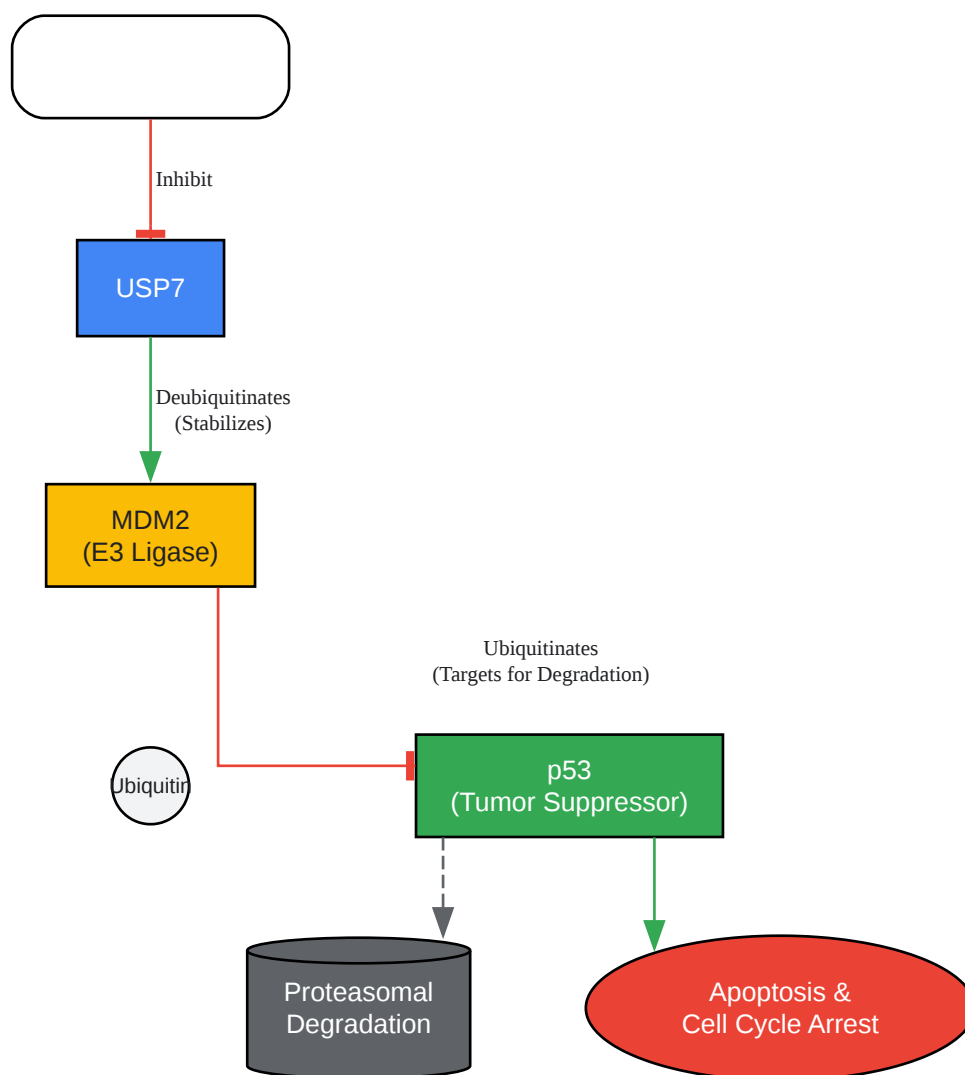 Inhibit
USP7
Deubiquitinates
(Stabilizes)
MDM2
(E3 Ligase)
Ubiquitinates
(Targets for Degradation)
p53
(Tumor Suppressor)
Ubiquitin
Proteasomal
Degradation
Apoptosis &
Cell Cycle Arrest